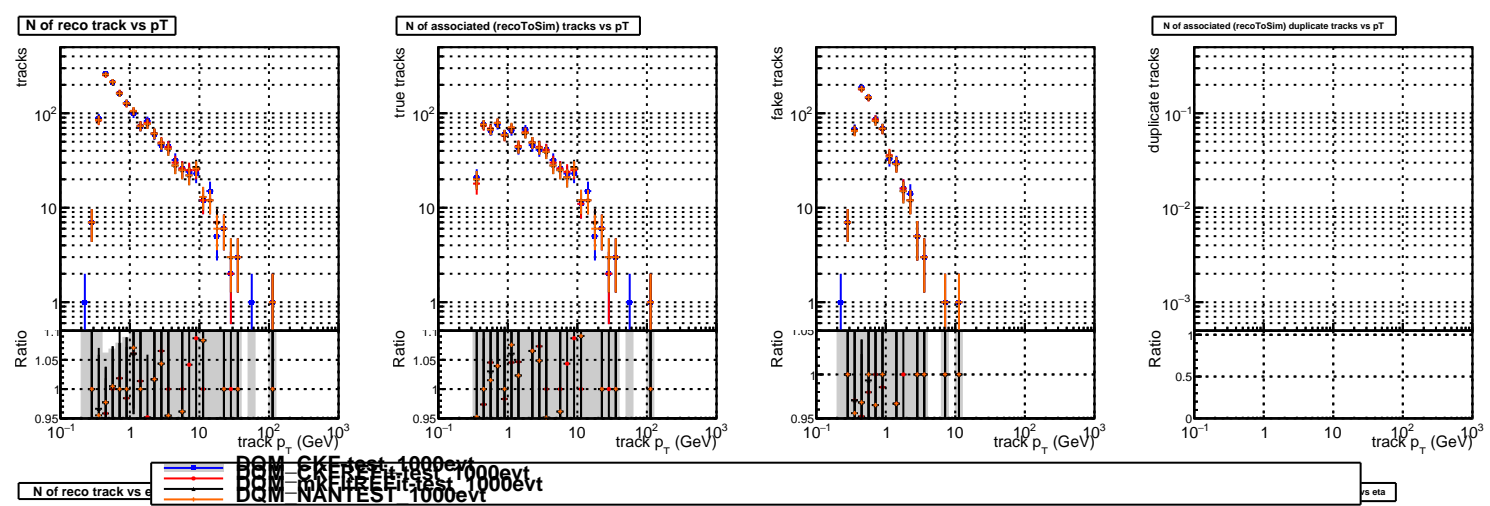 N of reco track vs pT
N of associated (recoToSim) tracks vs pT
N of associated (recoToSim) duplicate tracks vs pT
tracks
10²
10
1
Ratio
1.1
1.05
1
0.95
10⁻¹ 1 10 10² 10³
track p_T (GeV)
true tracks
10²
10
1
Ratio
1.1
1.05
1
0.95
10⁻¹ 1 10 10² 10³
track p_T (GeV)
fake tracks
10²
10
1
Ratio
1.05
1
0.95
10⁻¹ 1 10 10² 10³
track p_T (GeV)
duplicate tracks
10⁻¹
10⁻²
10⁻³
Ratio
1
0.5
0
10⁻¹ 1 10 10² 10³
track p_T (GeV)
DQM_CKF-test_1000evt
DQM_CKFREFit-test_1000evt
DQM_mkFitREFit-test_1000evt
DQM_NANTEST_1000evt
N of reco track vs e
vs eta